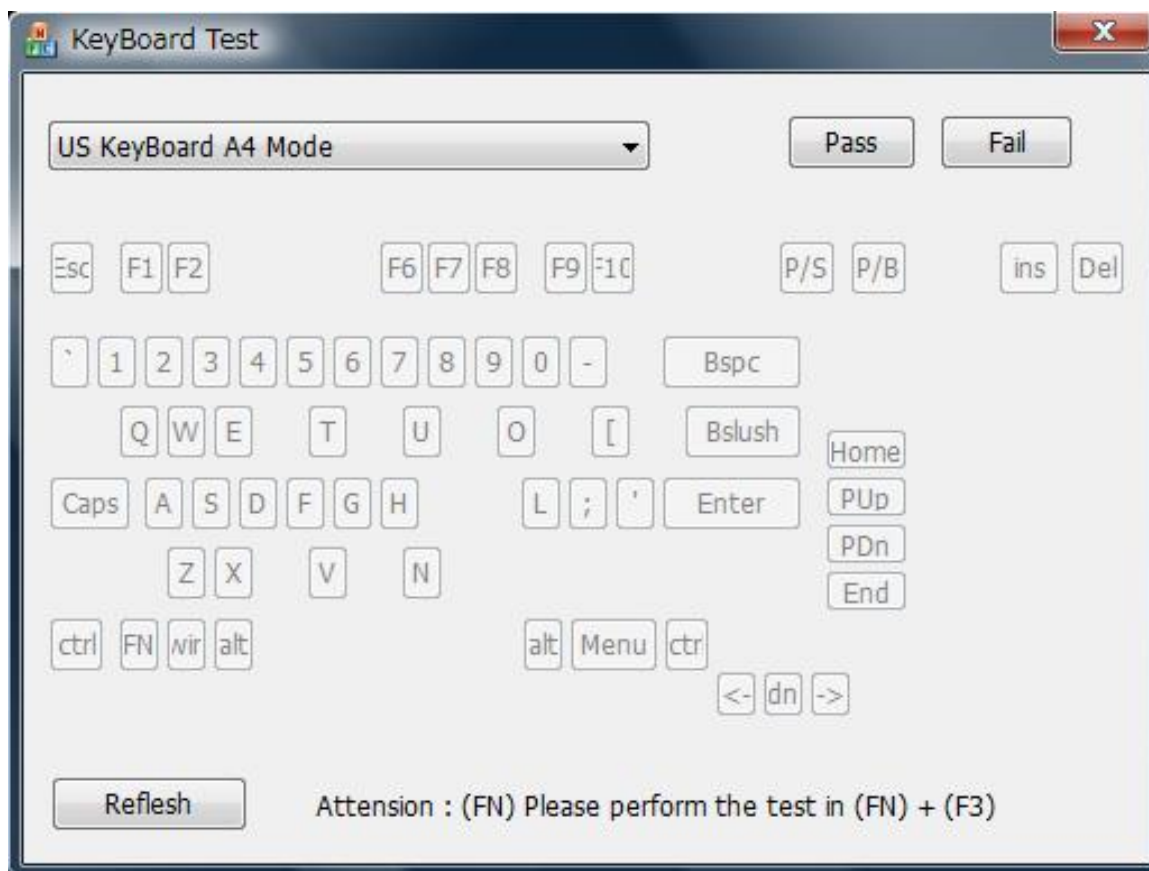 KeyBoard Test
US KeyBoard A4 Mode Pass Fail
Esc F1 F2 F6 F7 F8 F9 F10 P/S P/B ins Del
` 1 2 3 4 5 6 7 8 9 0 - Bspc
Q W E T U O [ Bslush
Home
Caps A S D F G H L ; ' Enter PUp
PDn
Z X V N End
ctrl FN wir alt alt Menu ctr
<- dn ->
Reflesh Attension : (FN) Please perform the test in (FN) + (F3)